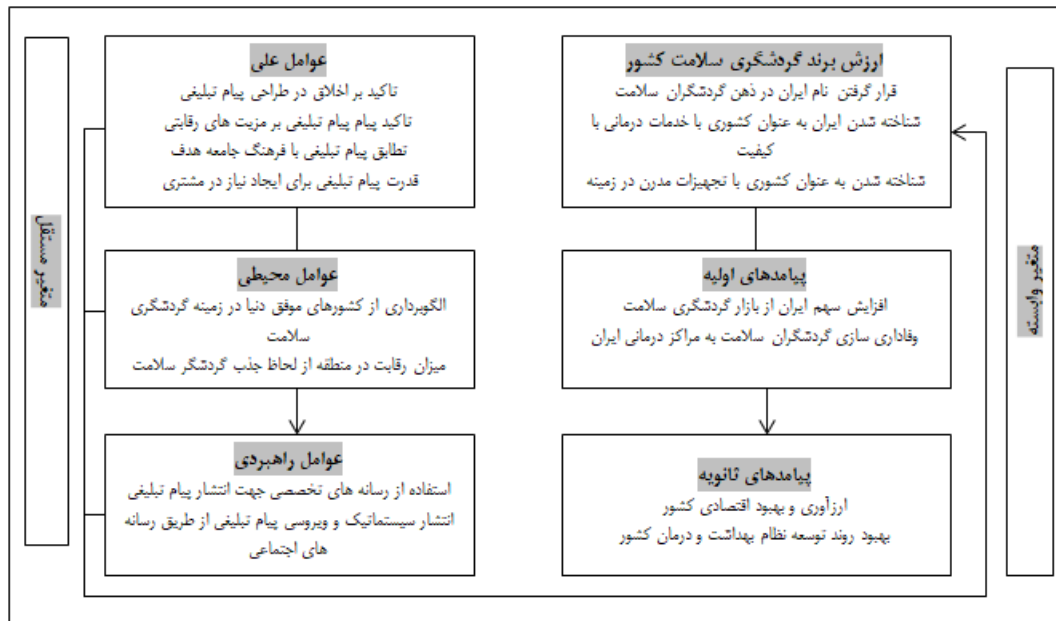 متغیر وابسته
ارزش برند گردشگری سلامت کشور
قرار گرفتن نام ایران در ذهن گردشگران سلامت
شناخته شدن ایران به عنوان کشوری با خدمات درمانی با
کیفیت
شناخته شدن به عنوان کشوری با تجهیزات مدرن در زمینه
پیامدهای اولیه
افزایش سهم ایران از بازار گردشگری سلامت
وفاداری سازی گردشگران سلامت به مراکز درمانی ایران
پیامدهای ثانویه
ارزآوری و بهبود اقتصادی کشور
بهبود روند توسعه نظام بهداشت و درمان کشور
عوامل علی
تاکید بر اخلاق در طراحی پیام تبلیغی
تاکید پیام پیام تبلیغی بر مزیت های رقابتی
تطابق پیام تبلیغی با فرهنگ جامعه هدف
قدرت پیام تبلیغی برای ایجاد نیاز در مشتری
عوامل محیطی
الگوبرداری از کشورهای موفق دنیا در زمینه گردشگری
سلامت
میزان رقابت در منطقه از لحاظ جذب گردشگر سلامت
عوامل راهبردی
استفاده از رسانه های تخصصی جهت انتشار پیام تبلیغی
انتشار سیستماتیک و ویروسی پیام تبلیغی از طریق رسانه
های اجتماعی
متغیر مستقل